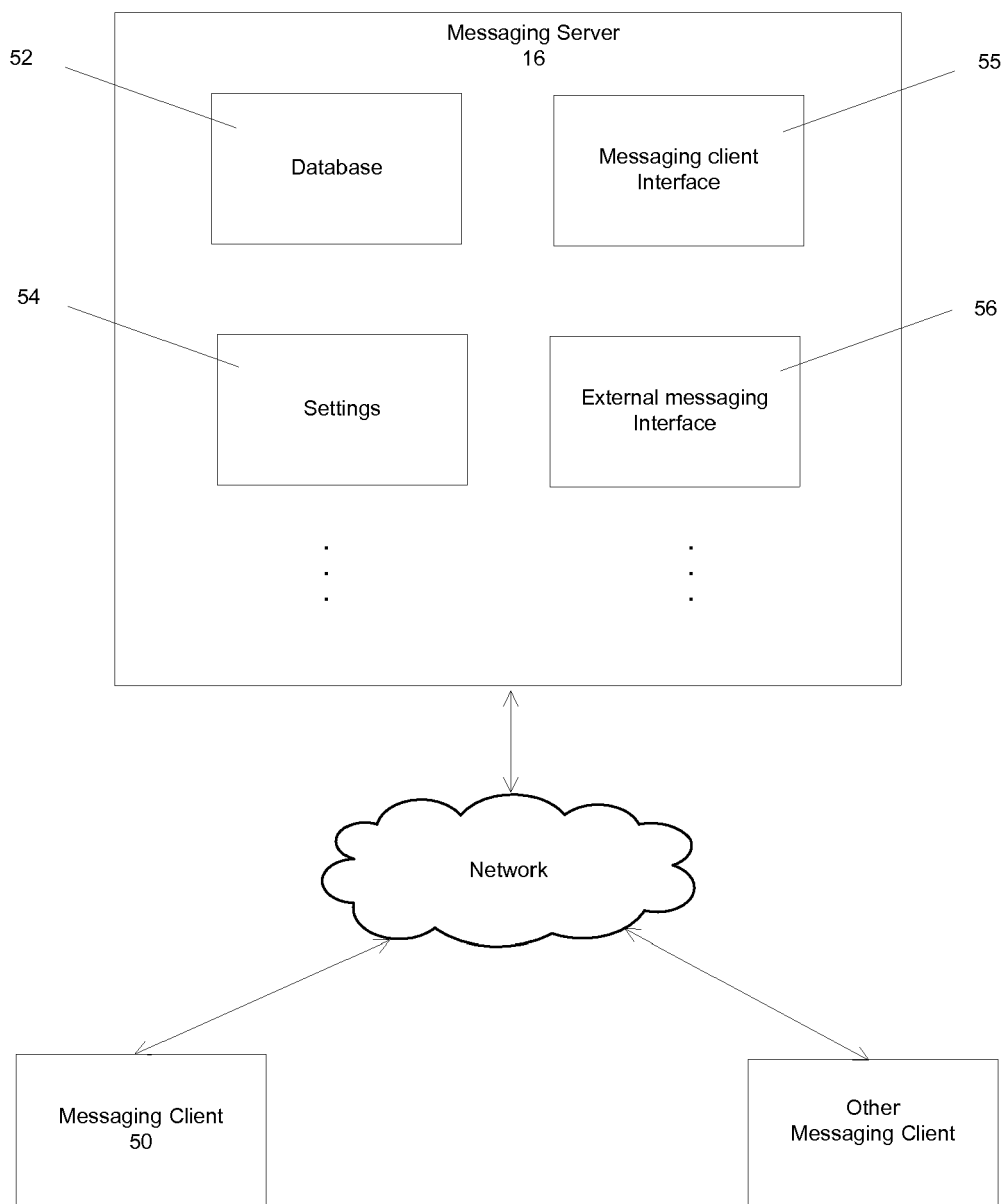 Messaging Server
16
52
55
Database
Messaging client
Interface
54
56
Settings
External messaging
Interface
Network
Messaging Client
50
Other
Messaging Client